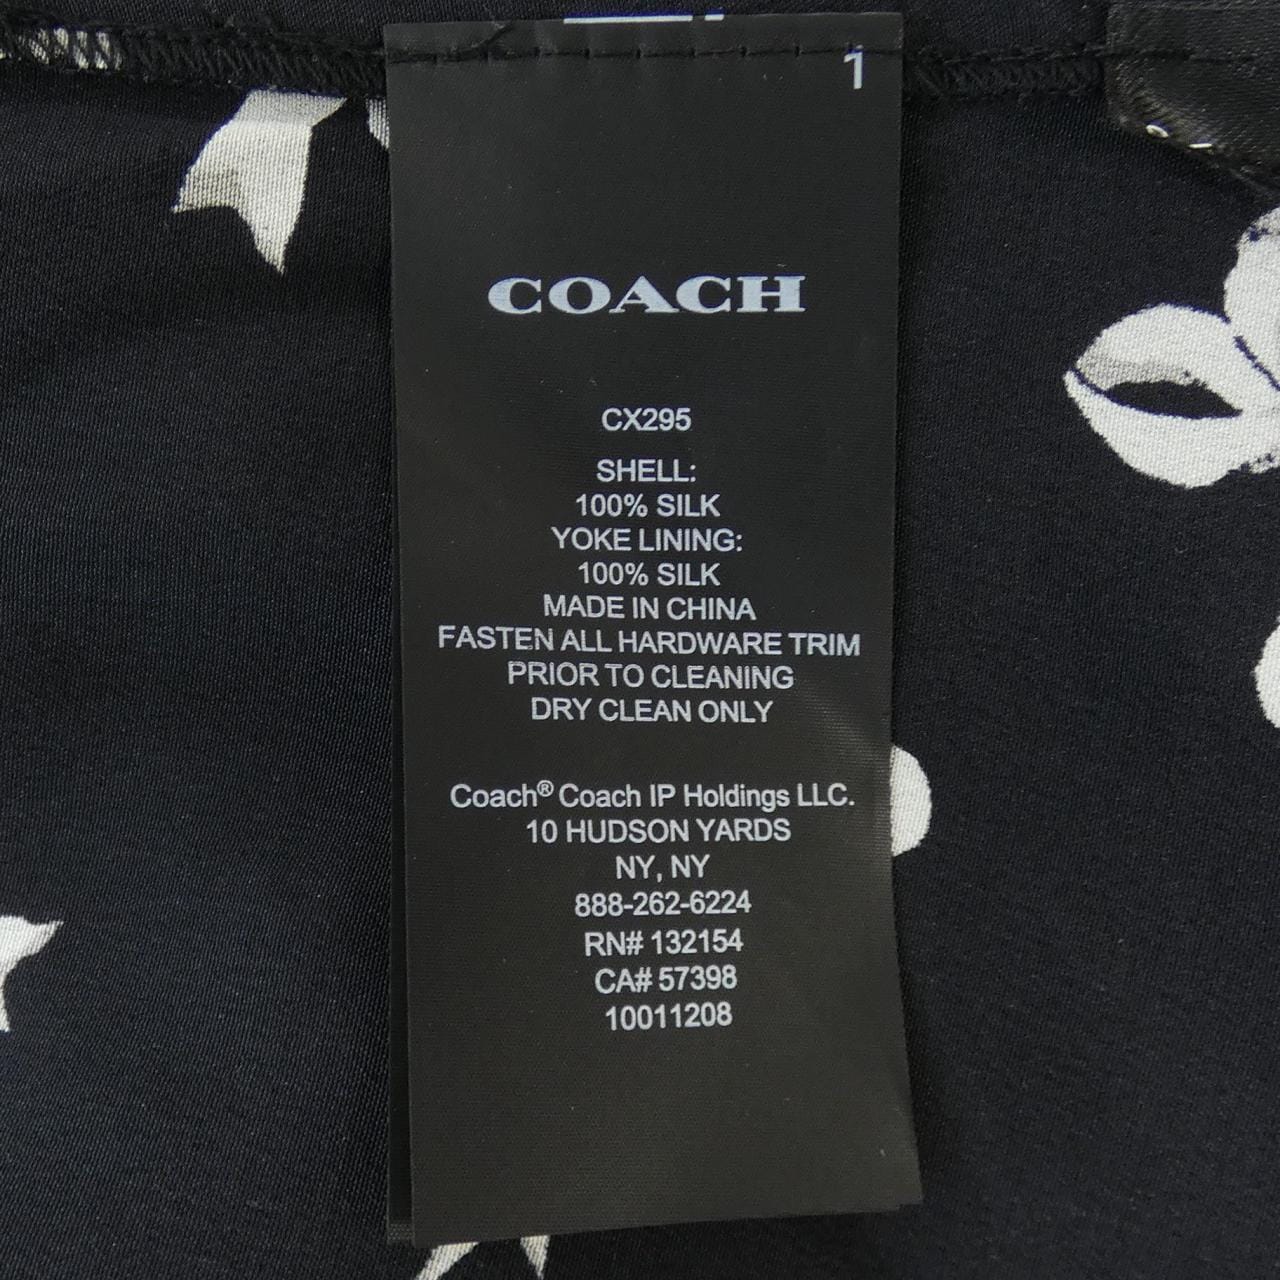 1
COACH
CX295
SHELL:
100% SILK
YOKE LINING:
100% SILK
MADE IN CHINA
FASTEN ALL HARDWARE TRIM
PRIOR TO CLEANING
DRY CLEAN ONLY
Coach® Coach IP Holdings LLC.
10 HUDSON YARDS
NY, NY
888-262-6224
RN# 132154
CA# 57398
10011208